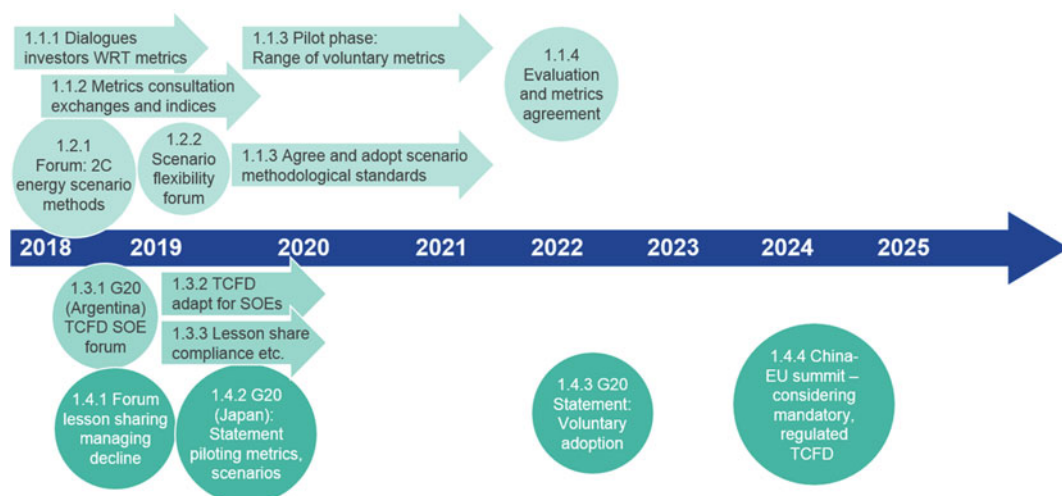 1.1.1 Dialogues
investors WRT metrics
1.1.2 Metrics consultation
exchanges and indices
1.1.3 Pilot phase:
Range of voluntary metrics
1.1.4
Evaluation
and metrics
agreement
1.2.1
Forum: 2C
energy scenario
methods
1.2.2
Scenario
flexibility
forum
1.1.3 Agree and adopt scenario
methodological standards
2018 2019 2020 2021 2022 2023 2024 2025
1.3.1 G20
(Argentina)
TCFD SOE
forum
1.3.2 TCFD
adapt for SOEs
1.3.3 Lesson share
compliance etc.
1.4.1 Forum
lesson sharing
managing
decline
1.4.2 G20
(Japan):
Statement
piloting metrics,
scenarios
1.4.3 G20
Statement:
Voluntary
adoption
1.4.4 China-
EU summit –
considering
mandatory,
regulated
TCFD